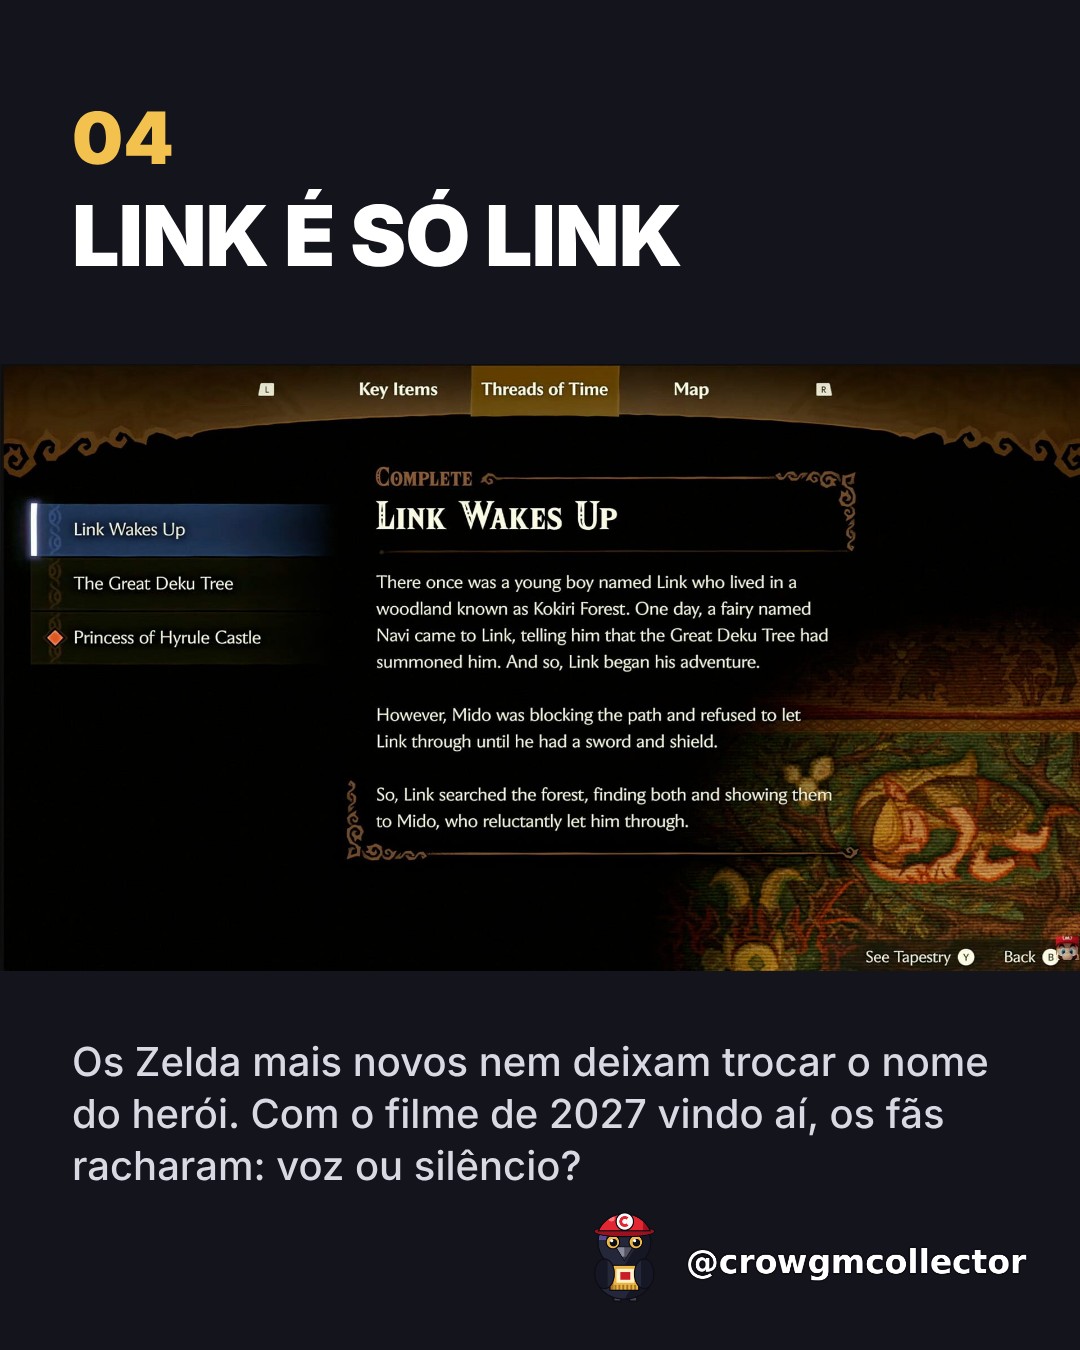 04
LINK É SÓ LINK
L
Key Items
Threads of Time
Map
R
COMPLETE
LINK WAKES UP
Link Wakes Up
The Great Deku Tree
Princess of Hyrule Castle
There once was a young boy named Link who lived in a
woodland known as Kokiri Forest. One day, a fairy named
Navi came to Link, telling him that the Great Deku Tree had
summoned him. And so, Link began his adventure.
However, Mido was blocking the path and refused to let
Link through until he had a sword and shield.
So, Link searched the forest, finding both and showing them
to Mido, who reluctantly let him through.
See Tapestry Y
Back B
Os Zelda mais novos nem deixam trocar o nome
do herói. Com o filme de 2027 vindo aí, os fãs
racharam: voz ou silêncio?
C
@crowgmcollector